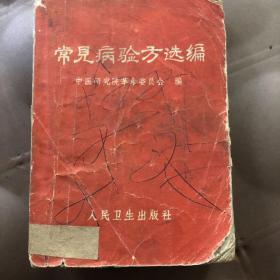 常见病验方选编
中医研究院革命委员会 编
人民卫生出版社